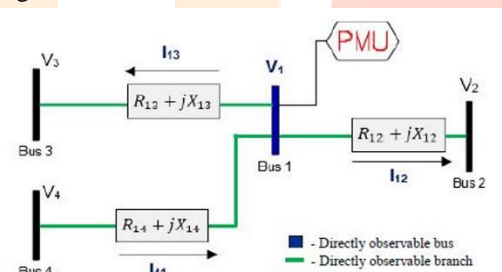 I13
V3
R13 + jX13
Bus 3
V1
PMU
Bus 1
V2
R12 + jX12
I12
Bus 2
V4
R14 + jX14
- Directly observable bus
- Directly observable branch